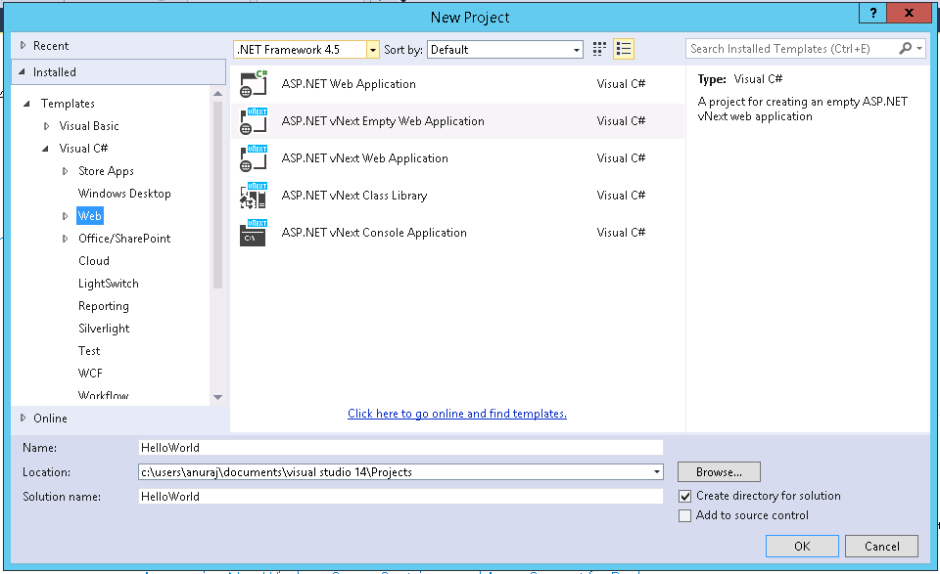 New Project
? x
Recent
.NET Framework 4.5 Sort by: Default Search Installed Templates (Ctrl+E)
Installed
Templates
Visual Basic
Visual C#
Store Apps
Windows Desktop
Web
Office/SharePoint
Cloud
LightSwitch
Reporting
Silverlight
Test
WCF
Workflow
Online
ASP.NET Web Application Visual C#
ASP.NET vNext Empty Web Application Visual C#
ASP.NET vNext Web Application Visual C#
ASP.NET vNext Class Library Visual C#
ASP.NET vNext Console Application Visual C#
Click here to go online and find templates.
Type: Visual C#
A project for creating an empty ASP.NET
vNext web application
Name: HelloWorld
Location: c:\users\anuraj\documents\visual studio 14\Projects Browse...
Solution name: HelloWorld
Create directory for solution
Add to source control
OK Cancel